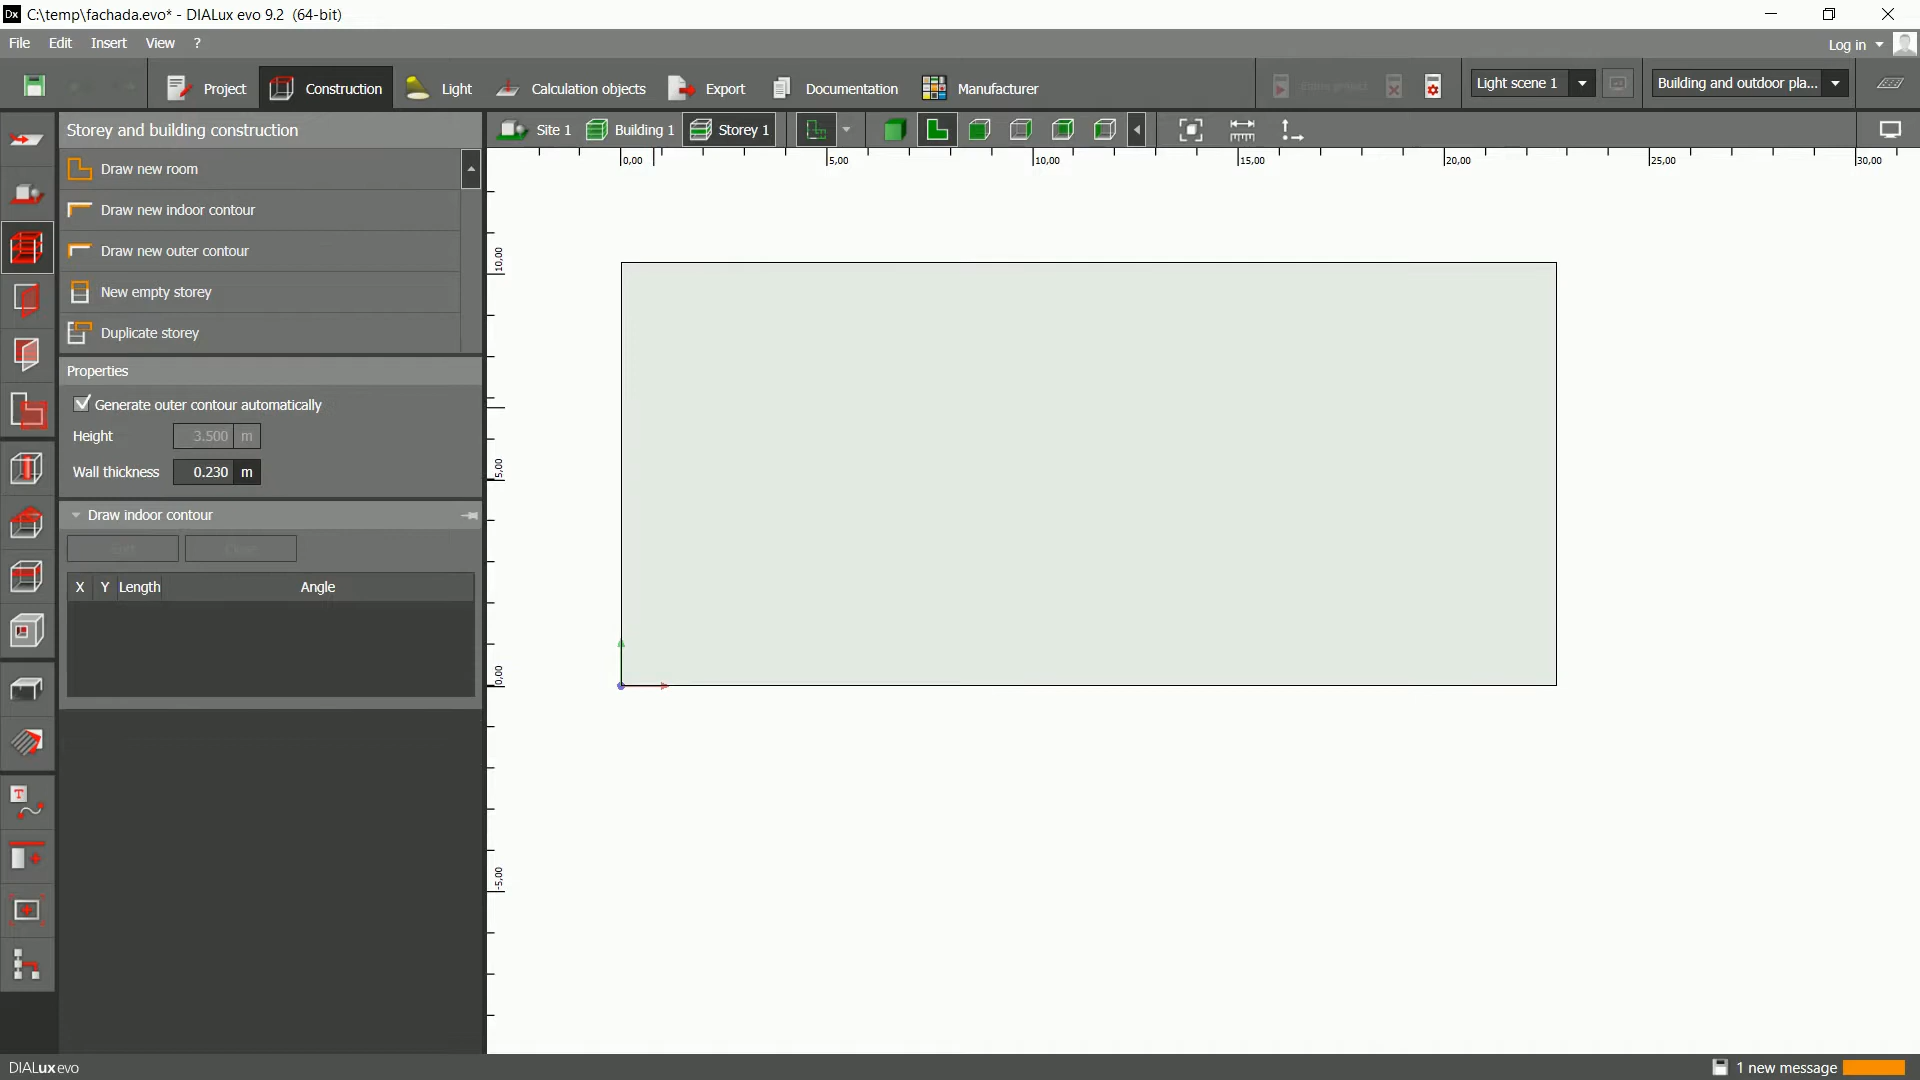 C:\temp\fachada.evo* - DIALux evo 9.2 (64-bit)
File Edit Insert View ?
Log in
Project Construction Light Calculation objects Export Documentation Manufacturer
Light scene 1
Building and outdoor pla...
Storey and building construction
Site 1 Building 1 Storey 1
Draw new room
Draw new indoor contour
Draw new outer contour
New empty storey
Duplicate storey
Properties
Generate outer contour automatically
Height 3.500 m
Wall thickness 0.230 m
Draw indoor contour
X Y Length Angle
0,00 5,00 10,00 15,00 20,00 25,00 30,00
10,00
5,00
0,00
-5,00
DIALux evo
1 new message